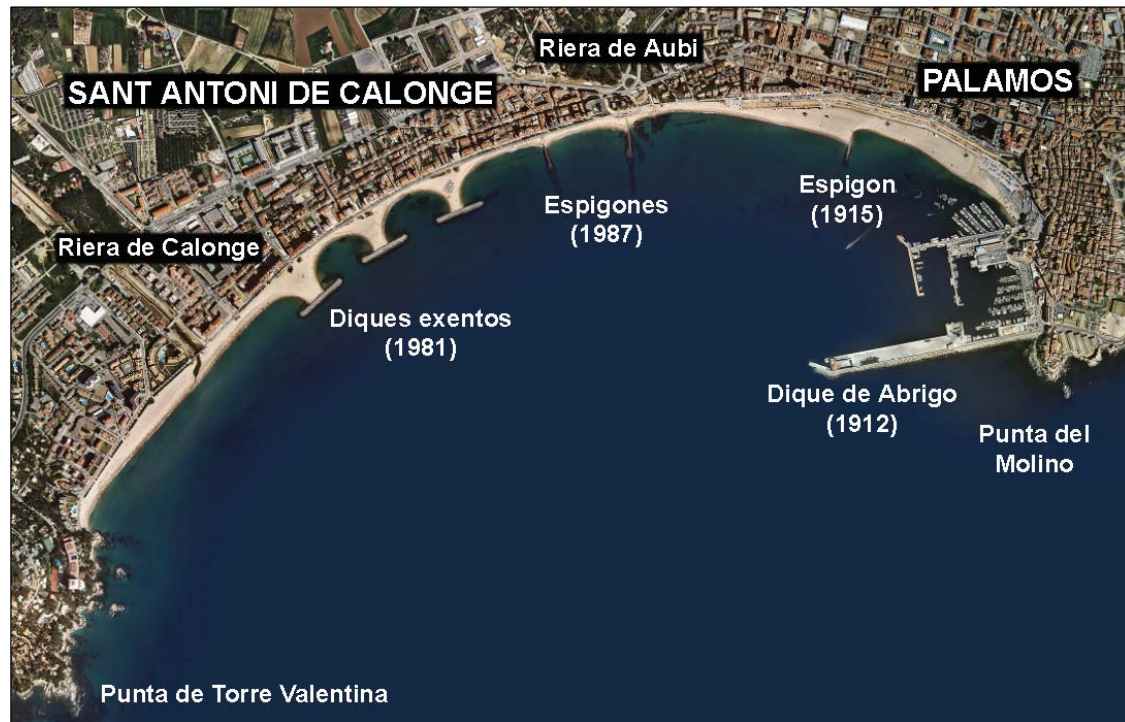 Riera de Aubi
SANT ANTONI DE CALONGE
PALAMOS
Espigon
(1915)
Espigones
(1987)
Riera de Calonge
Diques exentos
(1981)
Dique de Abrigo
(1912)
Punta del
Molino
Punta de Torre Valentina